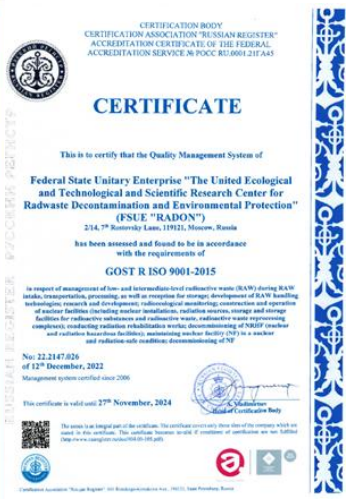 CERTIFICATION BODY
CERTIFICATION ASSOCIATION "RUSSIAN REGISTER"
ACCREDITATION CERTIFICATE OF THE FEDERAL
ACCREDITATION SERVICE № РОСС RU.0001.21ГА45
CERTIFICATE
This is to certify that the Quality Management System of
Federal State Unitary Enterprise "The United Ecological
and Technological and Scientific Research Center for
Radwaste Decontamination and Environmental Protection"
(FSUE "RADON")
2/14, 7th Rostovsky Lane, 119121, Moscow, Russia
has been assessed and found to be in accordance
with the requirements of
GOST R ISO 9001-2015
in respect of management of low- and intermediate-level radioactive waste (RAW) during RAW
intake, transportation, processing, as well as reception for storage; development of RAW handling
technologies; research and development; radioecological monitoring; construction and operation
of nuclear facilities (including nuclear installations, radiation sources, storage and storage
facilities for radioactive substances and radioactive waste, radioactive waste reprocessing
complexes); conducting radiation rehabilitation works; decommissioning of NRHF (nuclear
and radiation hazardous facilities); maintaining nuclear facility (NF) in a nuclear
and radiation-safe condition; decommissioning of NF
No: 22.2147.026
of 12th December, 2022
Management system certified since 2006
This certificate is valid until 27th November, 2024
A. Vladimirtsev
Head of Certification Body
RUSSIAN REGISTER
РУССКИЙ РЕГИСТР